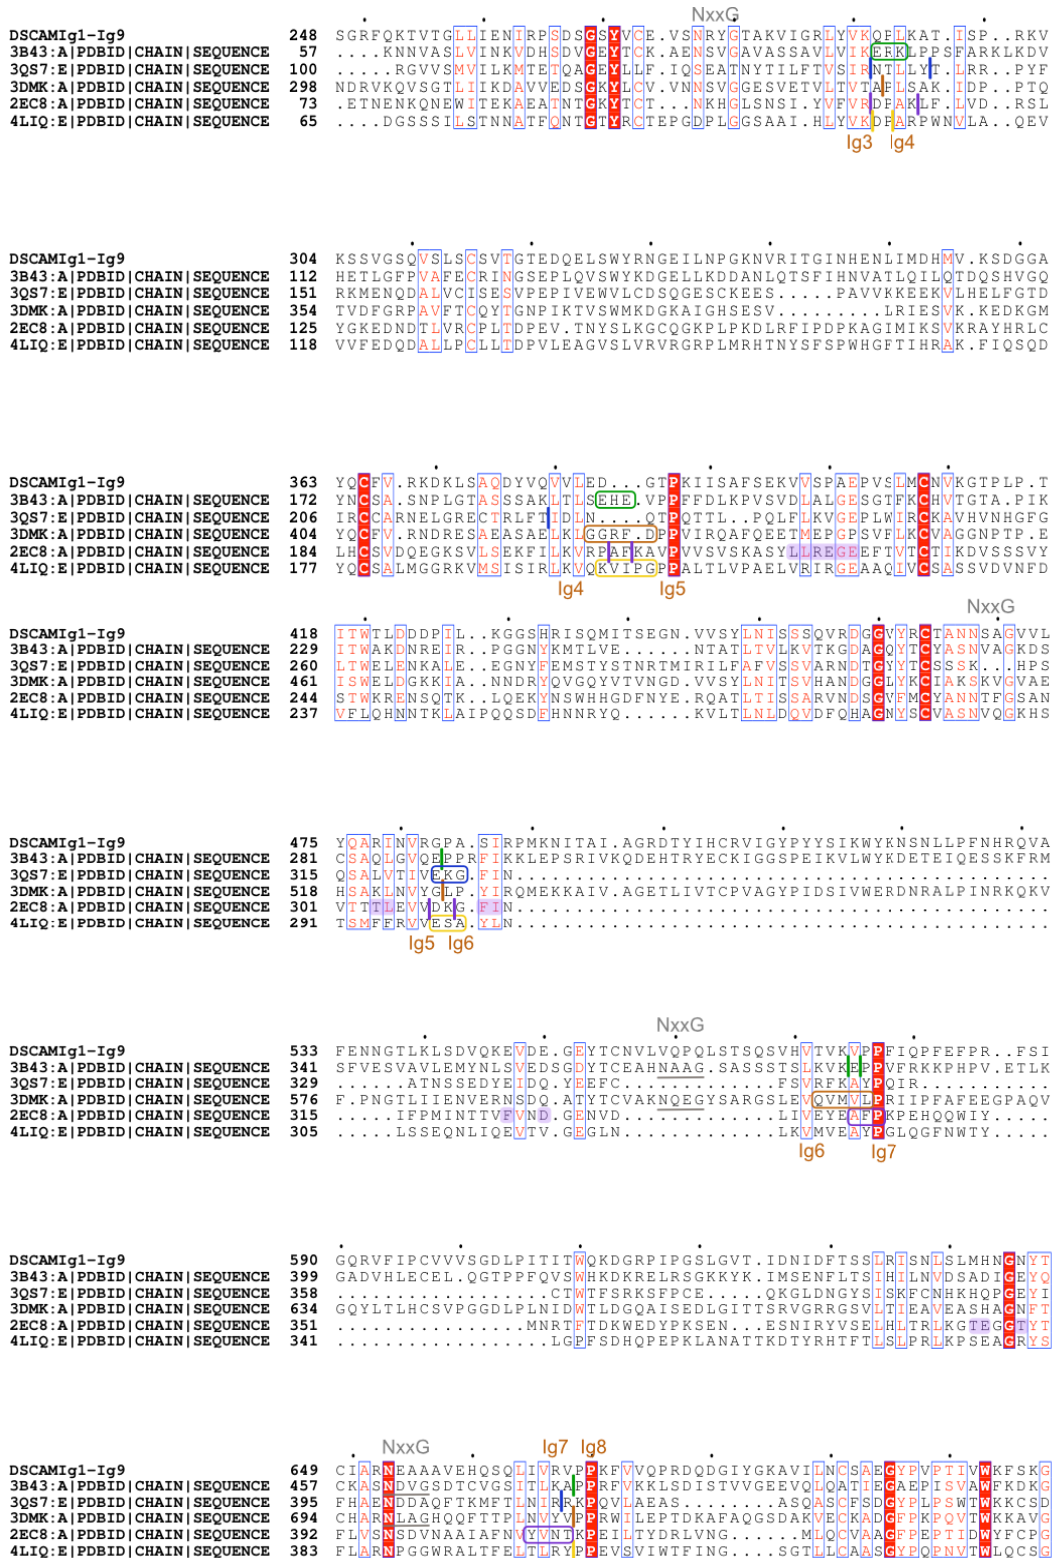 NxxG
DSCAMIg1-Ig9 248 SGRFQKTVTGLLIENIRPSDSGSYVCE.VSNRYGTAKVIGRLYVKQPLKAT.ISP..RKV
3B43:A|PDBID|CHAIN|SEQUENCE 57 ....KNNVASLVINKVDHSDVGEYTCK.AENSVGAVASSAVLVIKERKLPPSFARKLKDV
3QS7:E|PDBID|CHAIN|SEQUENCE 100 .....RGVVSMVILKMTETQAGEYLLF.IQSEATNYTILFTVSIRNTLLYT.LRR..PYF
3DMK:A|PDBID|CHAIN|SEQUENCE 298 NDRVKQVSGTLIIKDAVVEDSGKYLCV.VNNSVGGESVETVLTVTAPLSAK.IDP..PTQ
2EC8:A|PDBID|CHAIN|SEQUENCE 73 .ETNENKQNEWITEKAEATNTGKYTCT...NKHGLSNSI.YVFVRDPAKLF.LVD..RSL
4LIQ:E|PDBID|CHAIN|SEQUENCE 65 ....DGSSSILSTNNATFQNTGTYRCTEPGDPLGGSAAI.HLYVKDPARPWNVLA..QEV
Ig3 Ig4
DSCAMIg1-Ig9 304 KSSVGSQVSLSCSVTGTEDQELSWYRNGEILNPGKNVRITGINHENLIMDHMV.KSDGGA
3B43:A|PDBID|CHAIN|SEQUENCE 112 HETLGFPVAFECRINGSEPLQVSWYKDGELLKDDANLQTSFIHNVATLQILQTDQSHVGQ
3QS7:E|PDBID|CHAIN|SEQUENCE 151 RKMENQDALVCISESVPEPIVEWVLCDSQGESCKEES.....PAVVKKEEKVLHELFGTD
3DMK:A|PDBID|CHAIN|SEQUENCE 354 TVDFGRPAVFTCQYTGNPIKTVSWMKDGKAIGHSESV.........LRIESVK.KEDKGM
2EC8:A|PDBID|CHAIN|SEQUENCE 125 YGKEDNDTLVRCPLTDPEV.TNYSLKGCQGKPLPKDLRFIPDPKAGIMIKSVKRAYHRLC
4LIQ:E|PDBID|CHAIN|SEQUENCE 118 VVFEDQDALLPCLLTDPVLEAGVSLVRVRGRPLMRHTNYSFSPWHGFTIHRAK.FIQSQD
DSCAMIg1-Ig9 363 YQCFV.RKDKLSAQDYVQVVLED...GTPKIISAFSEKVVSPAEPVSLMCNVKGTPLP.T
3B43:A|PDBID|CHAIN|SEQUENCE 172 YNCSA.SNPLGTASSSAKLTLSEHE.VPPFFDLKPVSVDLALGESGTFKCHVTGTA.PIK
3QS7:E|PDBID|CHAIN|SEQUENCE 206 IRCCARNELGRECTRLFTIDLN....QTPQTTL..PQLFLKVGEPLWIRCKAVHVNHGFG
3DMK:A|PDBID|CHAIN|SEQUENCE 404 YQCFV.RNDRESAEASAELKLGGRF.DPPVIRQAFQEETMEPGPSVFLKCVAGGNPTP.E
2EC8:A|PDBID|CHAIN|SEQUENCE 184 LHCSVDQEGKSVLSEKFILKVRPAFKAVPVVSVSKASYLLREGEEFTVTCTIKDVSSSVY
4LIQ:E|PDBID|CHAIN|SEQUENCE 177 YQCSALMGGRKVMSISIRLKVQKVIPGPPALTLVPAELVRIRGEAAQIVCSASSVDVNFD
Ig4 Ig5
NxxG
DSCAMIg1-Ig9 418 ITWTLDDDPIL..KGGSHRISQMITSEGN.VVSYLNISSSQVRDGGVYRCTANNSAGVVL
3B43:A|PDBID|CHAIN|SEQUENCE 229 ITWAKDNREIR..PGGNYKMTLVE.....NTATLTVLKVTKGDAGQYTCYASNVAGKDS
3QS7:E|PDBID|CHAIN|SEQUENCE 260 LTWELENKALE..EGNYFEMSTYSTNRTMIRILFAFVSSVARNDTGYYTCSSSK...HPS
3DMK:A|PDBID|CHAIN|SEQUENCE 461 ISWELDGKKIA..NNDRYQVGQYVTVNGD.VVSYLNITSVHANDGGLYKCIAKSKVGVAE
2EC8:A|PDBID|CHAIN|SEQUENCE 244 STWKRENSQTK..LQEKYNSWHHGDFNYE.RQATLTISSARVNDSGVFMCYANNTFGSAN
4LIQ:E|PDBID|CHAIN|SEQUENCE 237 VFLQHNNTKLAIPQQSDFHNNRYQ......KVLTLNLDQVDFQHAGNYSCVASNVQGKHS
DSCAMIg1-Ig9 475 YQARINVRGPA.SIRPMKNITAI.AGRDTYIHCRVIGYPYYSIKWYKNSNLLPFNHRQVA
3B43:A|PDBID|CHAIN|SEQUENCE 281 CSAQLGVQEPPRFIKKLEPSRIVKQDEHTRYECKIGGSPEIKVLWYKDETEIQESSKFRM
3QS7:E|PDBID|CHAIN|SEQUENCE 315 QSALVTIVEKG.FIN.............................................
3DMK:A|PDBID|CHAIN|SEQUENCE 518 HSAKLNVYGLP.YIRQMEKKAIV.AGETLIVTCPVAGYPIDSIVWERDNRALPINRKQKV
2EC8:A|PDBID|CHAIN|SEQUENCE 301 VTTTLEVVDKG.FIN.............................................
4LIQ:E|PDBID|CHAIN|SEQUENCE 291 TSMFFRVVESA.YLN.............................................
Ig5 Ig6
NxxG
DSCAMIg1-Ig9 533 FENNGTLKLSDVQKEVDE.GEYTCNVLVQPQLSTSQSVHVTVKVPPFIQPFEFPR..FSI
3B43:A|PDBID|CHAIN|SEQUENCE 341 SFVESVAVLEMYNLSVEDSGDYTCEAHNAAGSASSSTSLKVKEPPVFRKKPHPV.ETLK
3QS7:E|PDBID|CHAIN|SEQUENCE 329 ......ATNSSEDYEIDQ.YEEFC...........FSVRFKAYPQIR.............
3DMK:A|PDBID|CHAIN|SEQUENCE 576 F.PNGTLIIENVERNSDQ.ATYTCVAKNQEGYSARGSLEVQVMVLPRIIPFAFEEGPAQV
2EC8:A|PDBID|CHAIN|SEQUENCE 315 .....IFPMINTTVFVND.GENVD...........LIVEYEAFPKPEHQQWIY.......
4LIQ:E|PDBID|CHAIN|SEQUENCE 305 .....LSSEQNLIQEVTV.GEGLN...........LKVMVEAYPGLQGFNWTY.......
Ig6 Ig7
DSCAMIg1-Ig9 590 GQRVFIPCVVVSGDLPITITWQKDGRPIPGSLGVT.IDNIDFTSSLRISNLSLMHNGNYT
3B43:A|PDBID|CHAIN|SEQUENCE 399 GADVHLECEL.QGTPPFQVSWHKDKRELRSGKKYK.IMSENFLTSIHILNVDSADIGEYQ
3QS7:E|PDBID|CHAIN|SEQUENCE 358 ..................CTWTFSRKSFPCE.....QKGLDNGYSISKFCNHKHQPGEYI
3DMK:A|PDBID|CHAIN|SEQUENCE 634 GQYLTLHCSVPGGDLPLNIDWTLDGQAISEDLGITTSRVGRRGSVLTIEAVEASHAGNFT
2EC8:A|PDBID|CHAIN|SEQUENCE 351 ................MNRTFTDKWEDYPKSEN...ESNIRYVSELHLTRLKGTEGGTYT
4LIQ:E|PDBID|CHAIN|SEQUENCE 341 ..................LGPFSDHQPEPKLANATTKDTYRHTFTLSLPRLKPSEAGRYS
NxxG Ig7 Ig8
DSCAMIg1-Ig9 649 CIARNEAAAVEHQSQLIVRVPPKFVVQPRDQDGIYGKAVILNCSAEGYPVPTIVWKFSKG
3B43:A|PDBID|CHAIN|SEQUENCE 457 CKASNDVGSDTCVGSITLKAPPRFVKKLSDISTVVGEEVQLQATIEGAEPISVAWFKDKG
3QS7:E|PDBID|CHAIN|SEQUENCE 395 FHAENDDAQFTKMFTLNIRRKPQVLAEAS........ASQASCFSDGYPLPSWTWKKCSD
3DMK:A|PDBID|CHAIN|SEQUENCE 694 CHARNLAGHQQFTTPLNVYVPPRWILEPTDKAFAQGSDAKVECKADGFPKPQVTWKKAVG
2EC8:A|PDBID|CHAIN|SEQUENCE 392 FLVSNSDVNAAIAFNVYVNTKPEILTYDRLVNG.....MLQCVAAGFPEPTIDWYFCPG
4LIQ:E|PDBID|CHAIN|SEQUENCE 383 FLARNPGGWRALTFELTLRYPPEVSVIWTFING.....SGTLLCAASGYPQPNVTWLQCSG